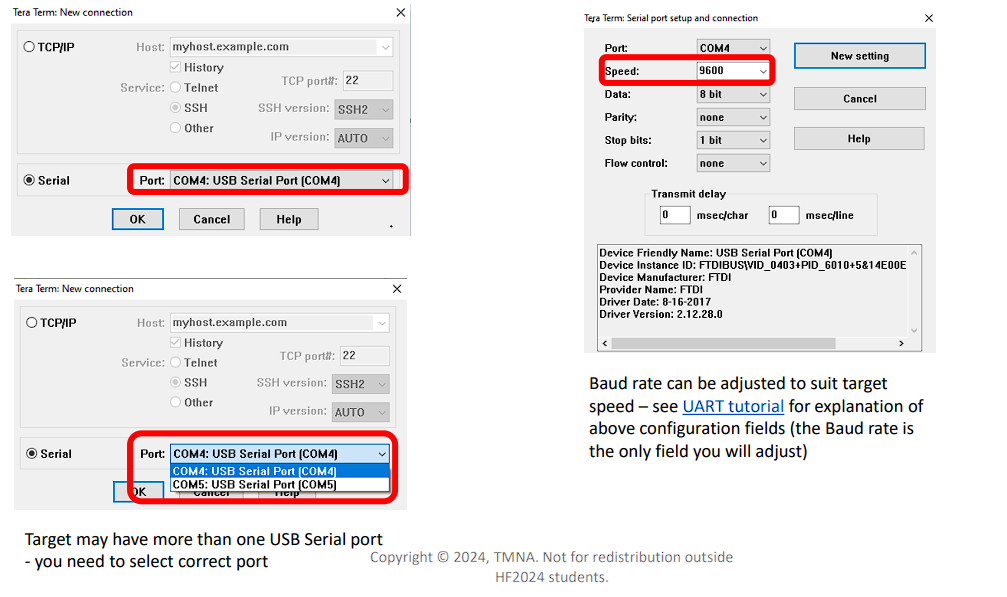 Tera Term: New connection
TCP/IP
Host: myhost.example.com
History
Service: Telnet
TCP port#: 22
SSH
SSH version: SSH2
Other
IP version: AUTO
Serial
Port: COM4: USB Serial Port (COM4)
OK Cancel Help
Tera Term: New connection
TCP/IP
Host: myhost.example.com
History
Service: Telnet
TCP port#: 22
SSH
SSH version: SSH2
Other
IP version: AUTO
Serial
Port: COM4: USB Serial Port (COM4)
COM4: USB Serial Port (COM4)
COM5: USB Serial Port (COM5)
OK Cancel Help
Target may have more than one USB Serial port
- you need to select correct port
Tera Term: Serial port setup and connection
Port: COM4
New setting
Speed: 9600
Data: 8 bit
Cancel
Parity: none
Stop bits: 1 bit
Help
Flow control: none
Transmit delay
0 msec/char 0 msec/line
Device Friendly Name: USB Serial Port (COM4)
Device Instance ID: FTDIBUS\VID_0403+PID_6010+5&14E00E
Device Manufacturer: FTDI
Provider Name: FTDI
Driver Date: 8-16-2017
Driver Version: 2.12.28.0
Baud rate can be adjusted to suit target
speed – see UART tutorial for explanation of
above configuration fields (the Baud rate is
the only field you will adjust)
Copyright © 2024, TMNA. Not for redistribution outside
HF2024 students.